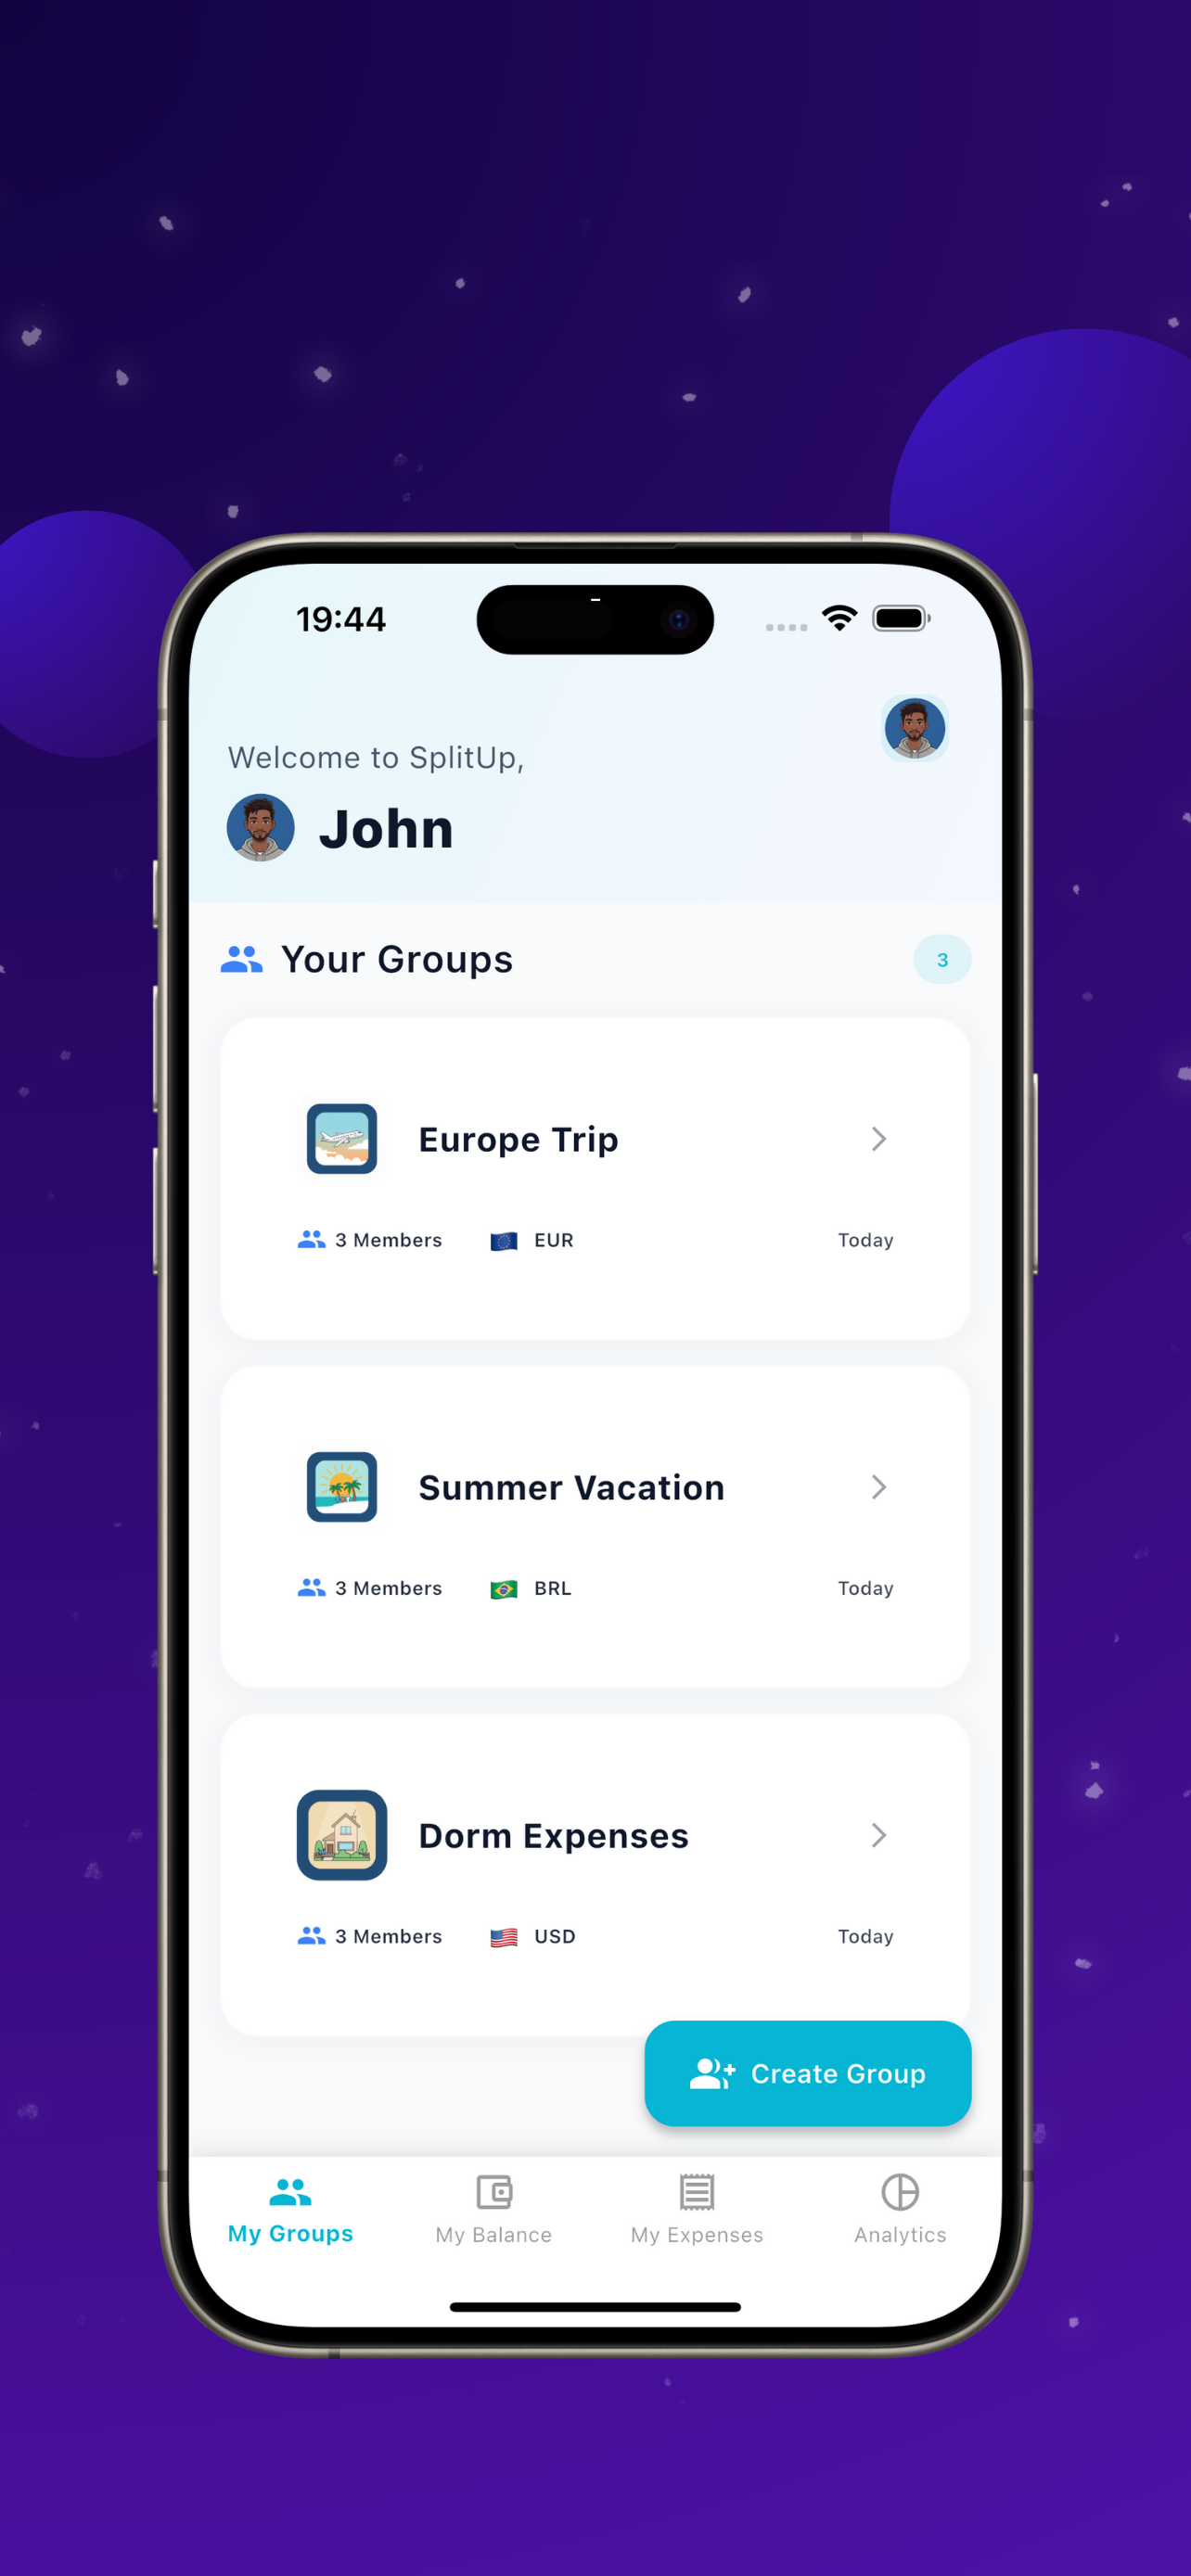 19:44
Welcome to SplitUp,
John
Your Groups
3
Europe Trip
3 Members EUR Today
Summer Vacation
3 Members BRL Today
Dorm Expenses
3 Members USD Today
Create Group
My Groups My Balance My Expenses Analytics